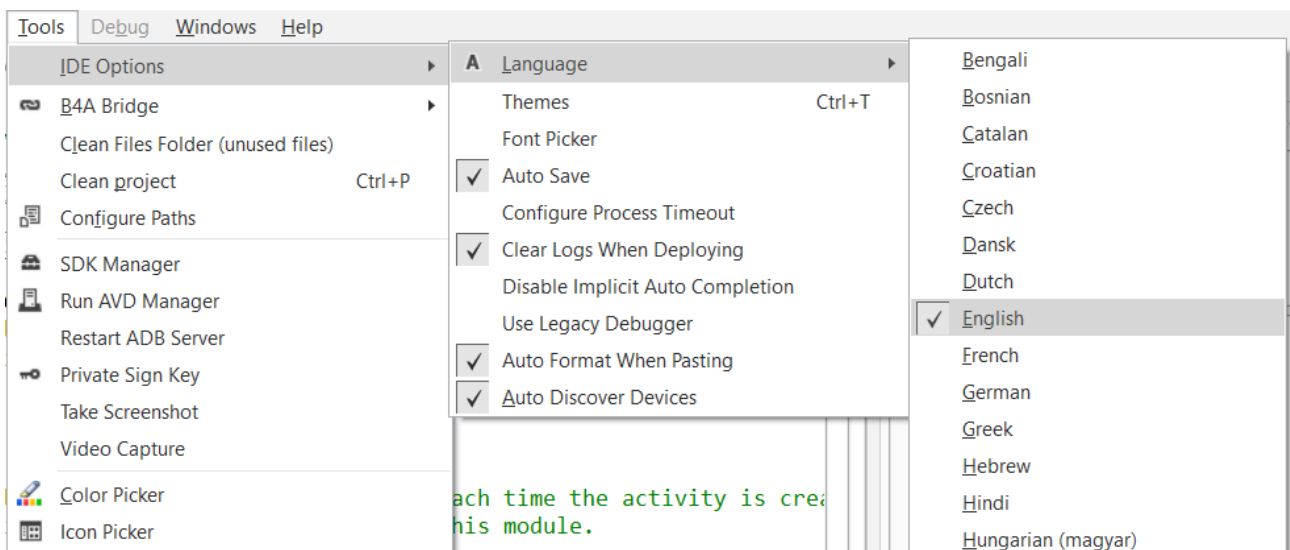 Tools Debug Windows Help
IDE Options
B4A Bridge
Clean Files Folder (unused files)
Clean project Ctrl+P
Configure Paths
SDK Manager
Run AVD Manager
Restart ADB Server
Private Sign Key
Take Screenshot
Video Capture
Color Picker
Icon Picker
A Language
Themes Ctrl+T
Font Picker
Auto Save
Configure Process Timeout
Clear Logs When Deploying
Disable Implicit Auto Completion
Use Legacy Debugger
Auto Format When Pasting
Auto Discover Devices
Bengali
Bosnian
Catalan
Croatian
Czech
Dansk
Dutch
English
French
German
Greek
Hebrew
Hindi
Hungarian (magyar)
ach time the activity is crea
his module.